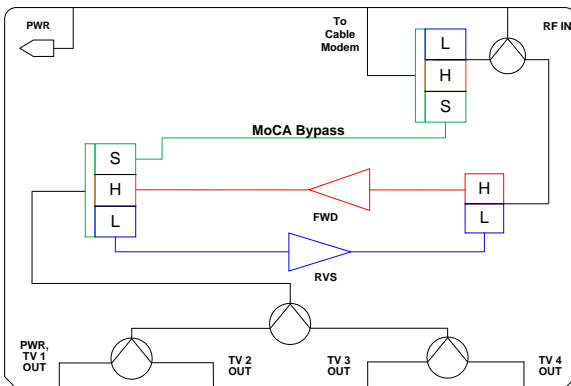 PWR
To
Cable
Modem
RF IN
L
H
S
MoCA Bypass
S
H
L
FWD
H
L
RVS
PWR,
TV 1
OUT
TV 2
OUT
TV 3
OUT
TV 4
OUT